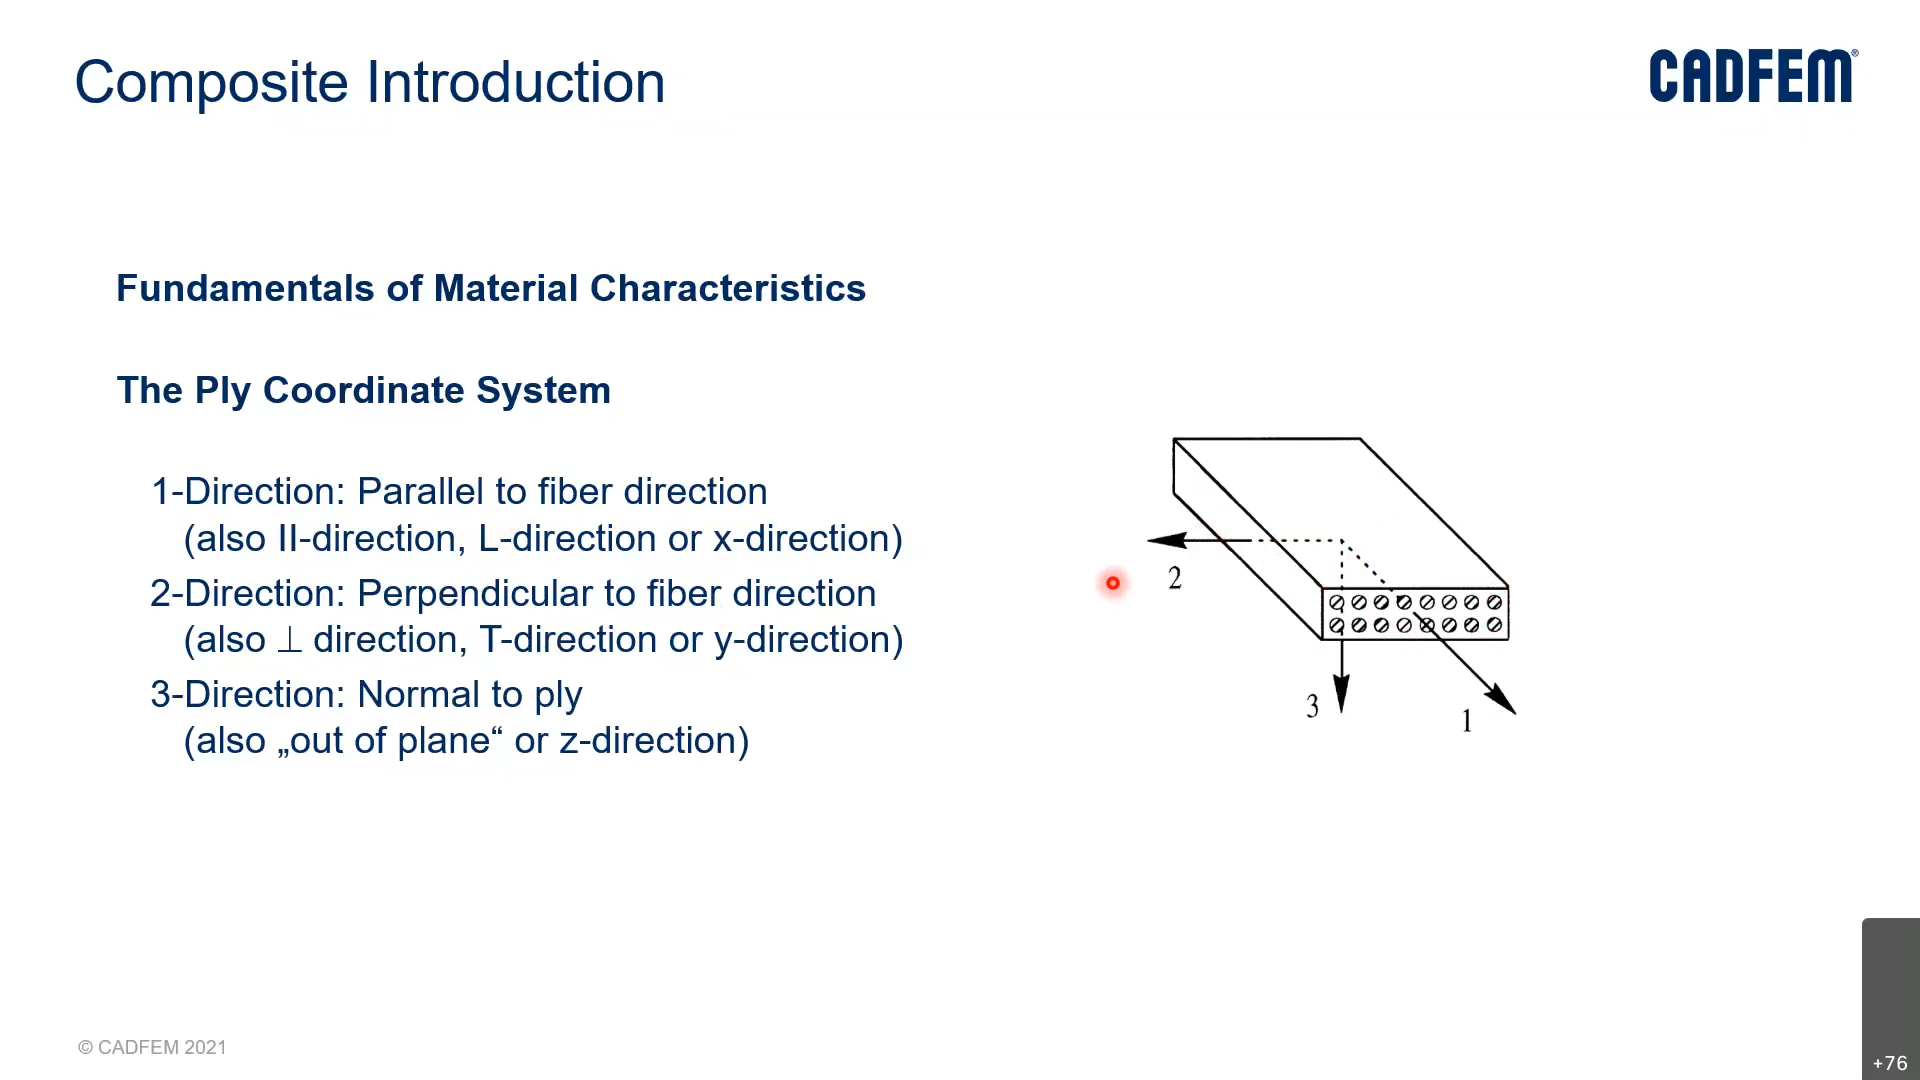 Composite Introduction
CADFEM®
Fundamentals of Material Characteristics
The Ply Coordinate System
1-Direction: Parallel to fiber direction
(also II-direction, L-direction or x-direction)
2-Direction: Perpendicular to fiber direction
(also ⊥ direction, T-direction or y-direction)
3-Direction: Normal to ply
(also „out of plane“ or z-direction)
2
3
1
© CADFEM 2021
+76